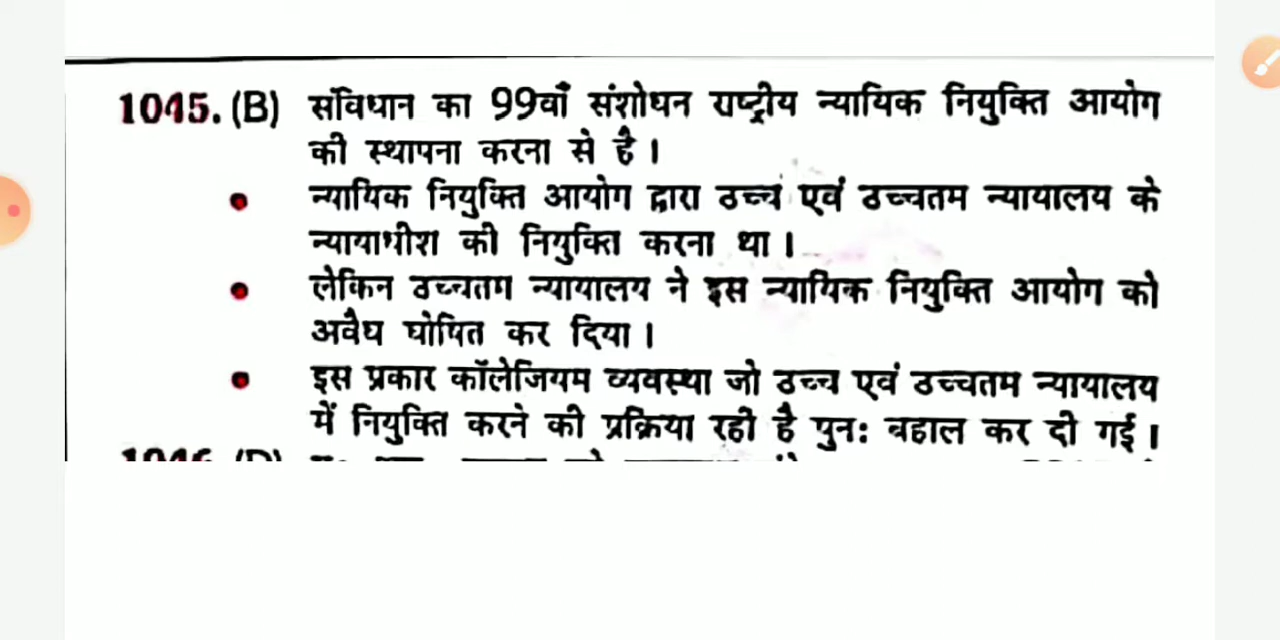 1045. (B) संविधान का 99वाँ संशोधन राष्ट्रीय न्यायिक नियुक्ति आयोग
की स्थापना करना से है।
• न्यायिक नियुक्ति आयोग द्वारा उच्च एवं उच्चतम न्यायालय के
न्यायाधीश की नियुक्ति करना था।
• लेकिन उच्चतम न्यायालय ने इस न्यायिक नियुक्ति आयोग को
अवैध घोषित कर दिया।
• इस प्रकार कॉलेजियम व्यवस्था जो उच्च एवं उच्चतम न्यायालय
में नियुक्ति करने की प्रक्रिया रही है पुनः बहाल कर दी गई।
1046. (D)